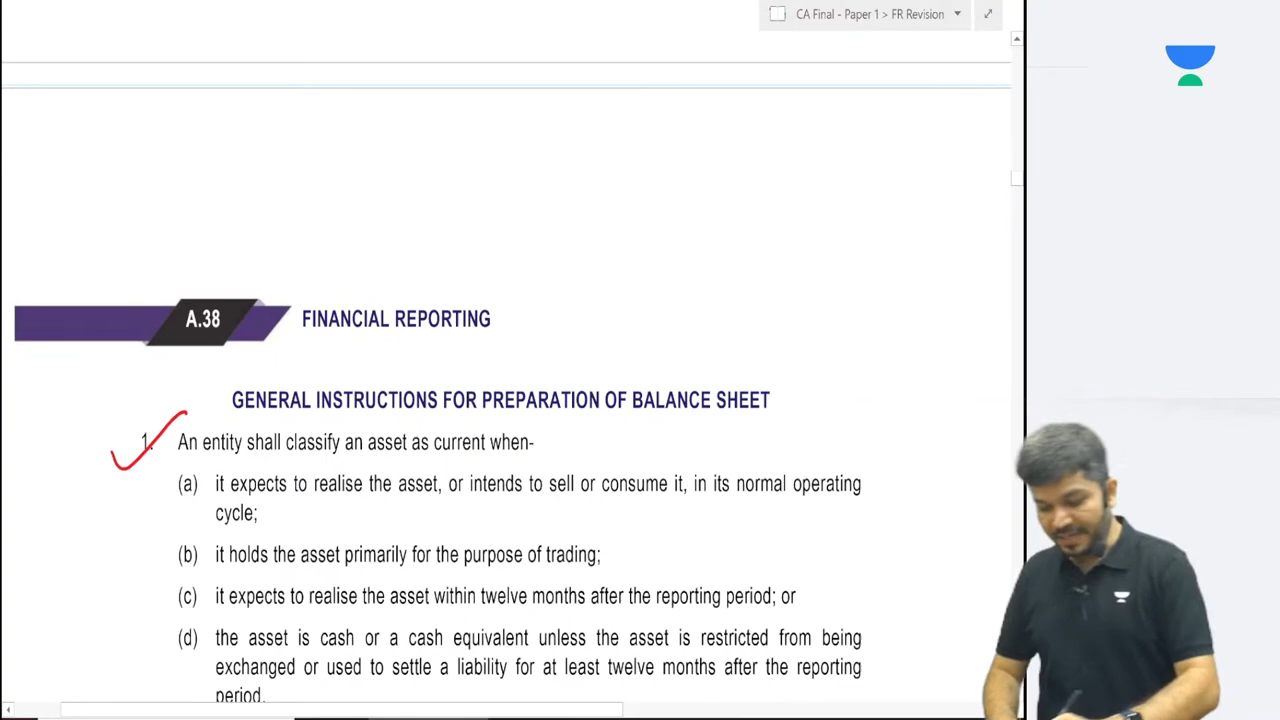 CA Final - Paper 1 > FR Revision
A.38
FINANCIAL REPORTING
GENERAL INSTRUCTIONS FOR PREPARATION OF BALANCE SHEET
1. An entity shall classify an asset as current when-
(a) it expects to realise the asset, or intends to sell or consume it, in its normal operating
cycle;
(b) it holds the asset primarily for the purpose of trading;
(c) it expects to realise the asset within twelve months after the reporting period; or
(d) the asset is cash or a cash equivalent unless the asset is restricted from being
exchanged or used to settle a liability for at least twelve months after the reporting
period.